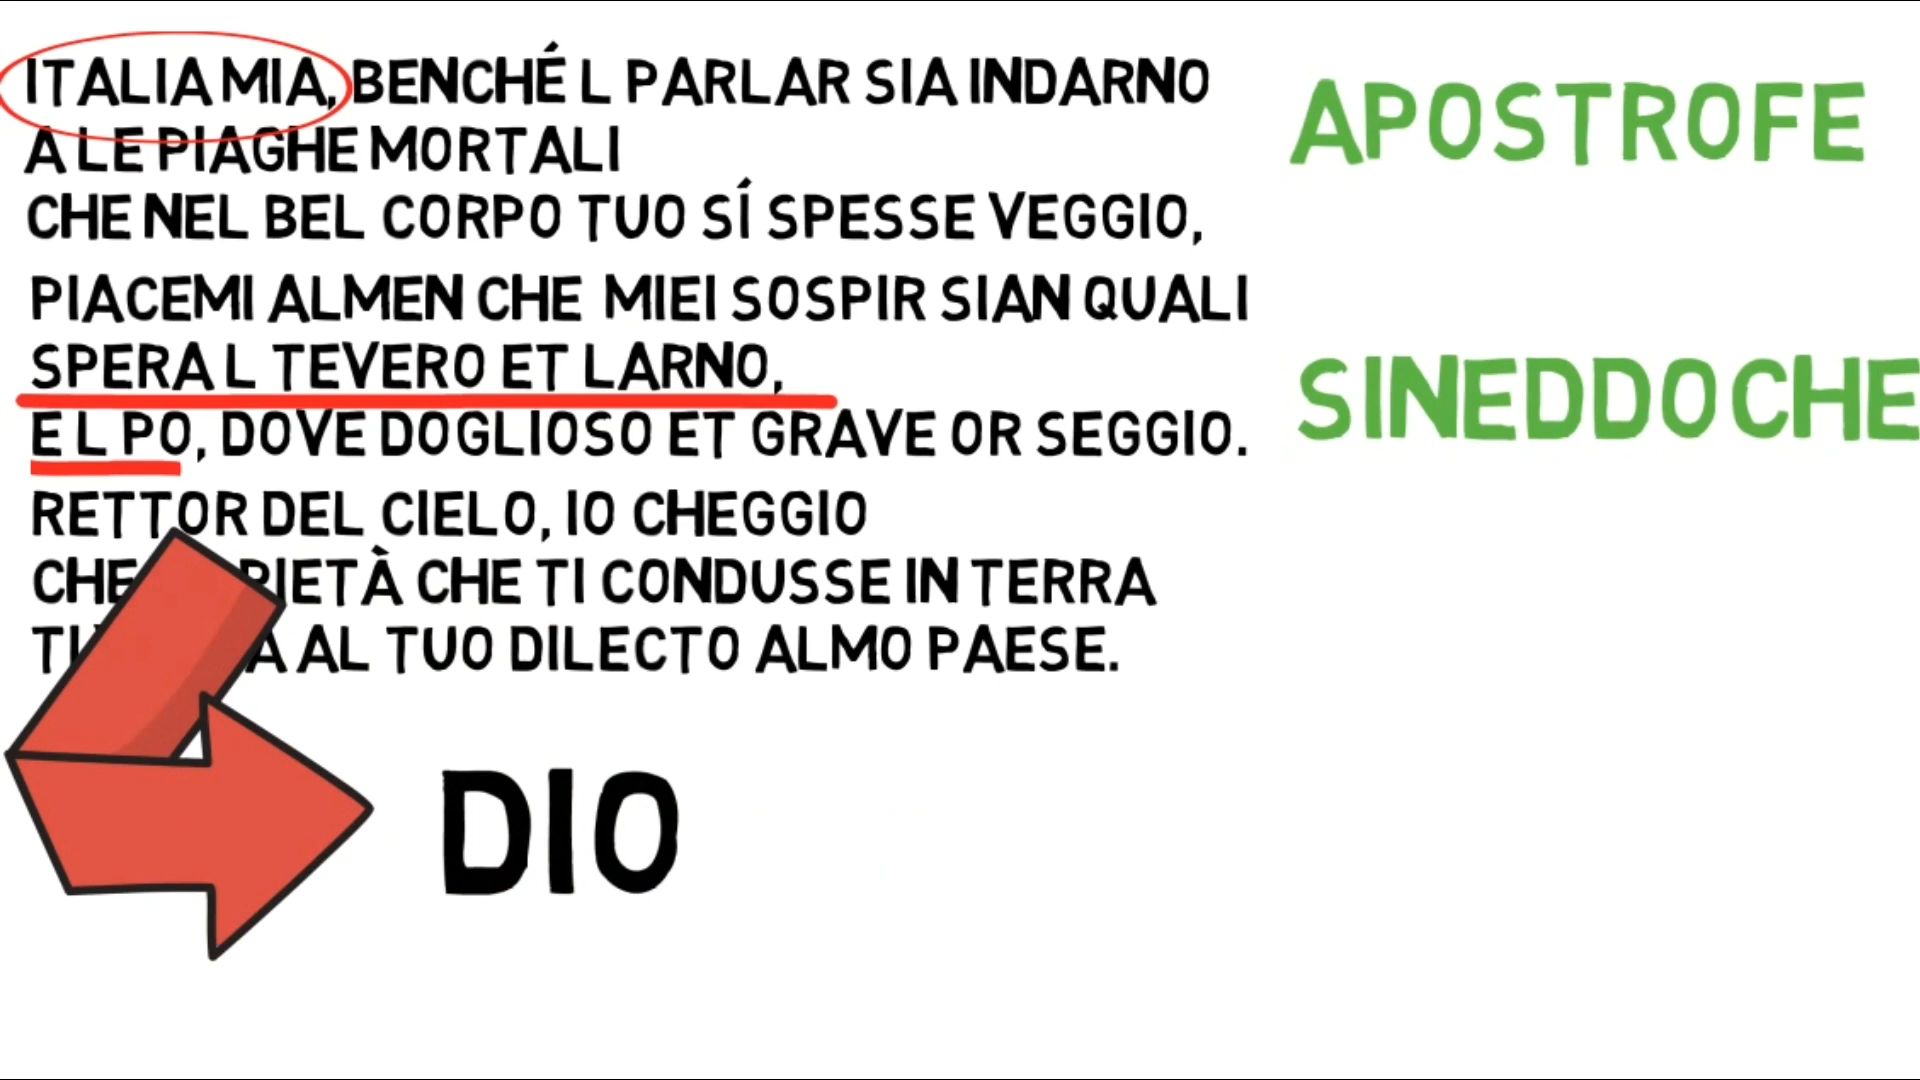 ITALIA MIA, BENCHÉ L PARLAR SIA INDARNO
A LE PIAGHE MORTALI
CHE NEL BEL CORPO TUO SÍ SPESSE VEGGIO,
PIACEMI ALMEN CHE MIEI SOSPIR SIAN QUALI
SPERA L TEVERO ET LARNO,
E L PO, DOVE DOGLIOSO ET GRAVE OR SEGGIO.
RETTOR DEL CIELO, IO CHEGGIO
CHE PIETÀ CHE TI CONDUSSE IN TERRA
AL TUO DILECTO ALMO PAESE.
APOSTROFE
SINEDDOCHE
DIO